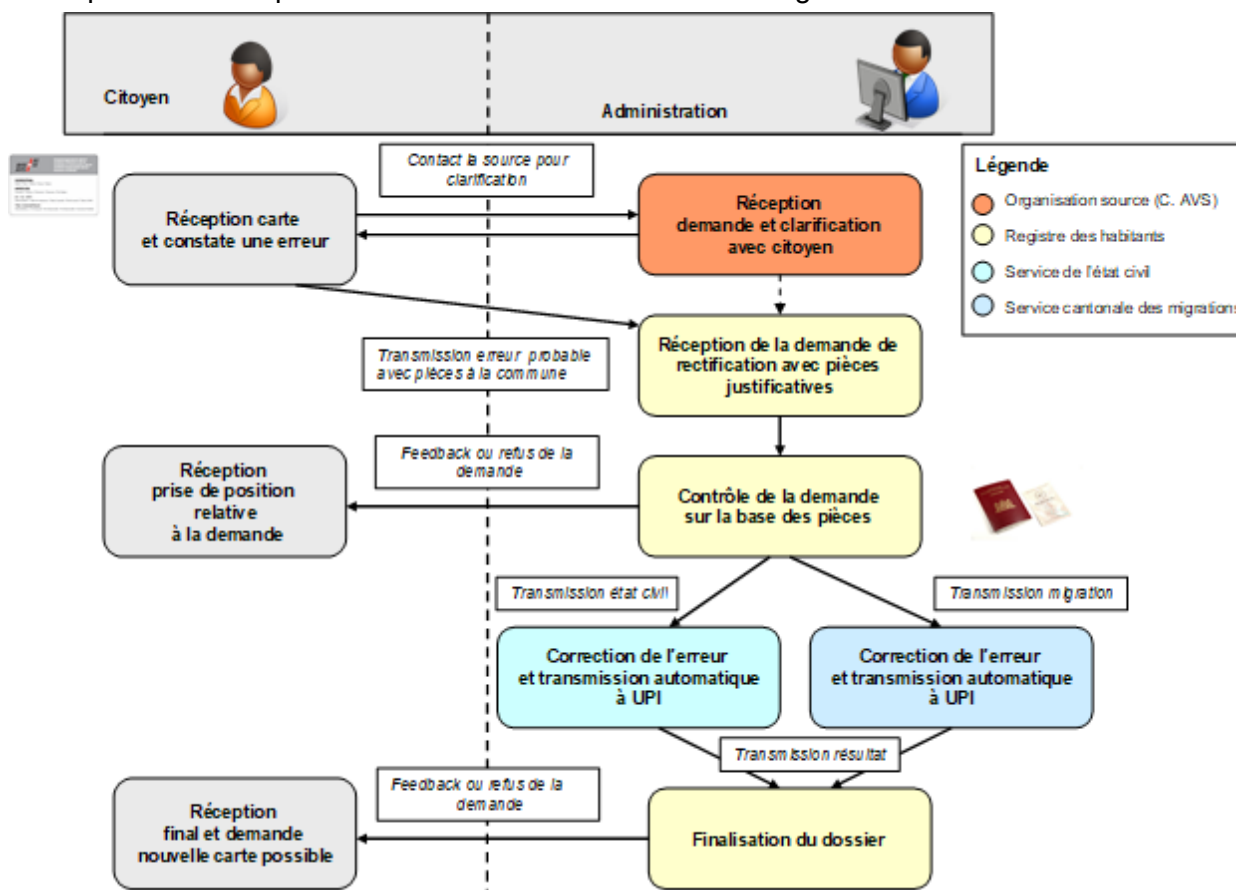 Citoyen
Administration
Contact la source pour
clarification
Légende
Organisation source (C. AVS)
Registre des habitants
Service de l'état civil
Service cantonale des migrations
Réception carte
et constate une erreur
Réception
demande et clarification
avec citoyen
Transmission erreur probable
avec pièces à la commune
Réception de la demande de
rectification avec pièces
justificatives
Feedback ou refus de la
demande
Réception
prise de position
relative
à la demande
Contrôle de la demande
sur la base des pièces
Transmission état civil
Transmission migration
Correction de l'erreur
et transmission automatique
à UPI
Correction de l'erreur
et transmission automatique
à UPI
Transmission résultat
Feedback ou refus de la
demande
Réception
final et demande
nouvelle carte possible
Finalisation du dossier